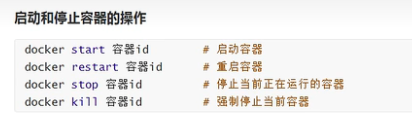 启动和停止容器的操作
docker start 容器id # 启动容器
docker restart 容器id # 重启容器
docker stop 容器id # 停止当前正在运行的容器
docker kill 容器id # 强制停止当前容器